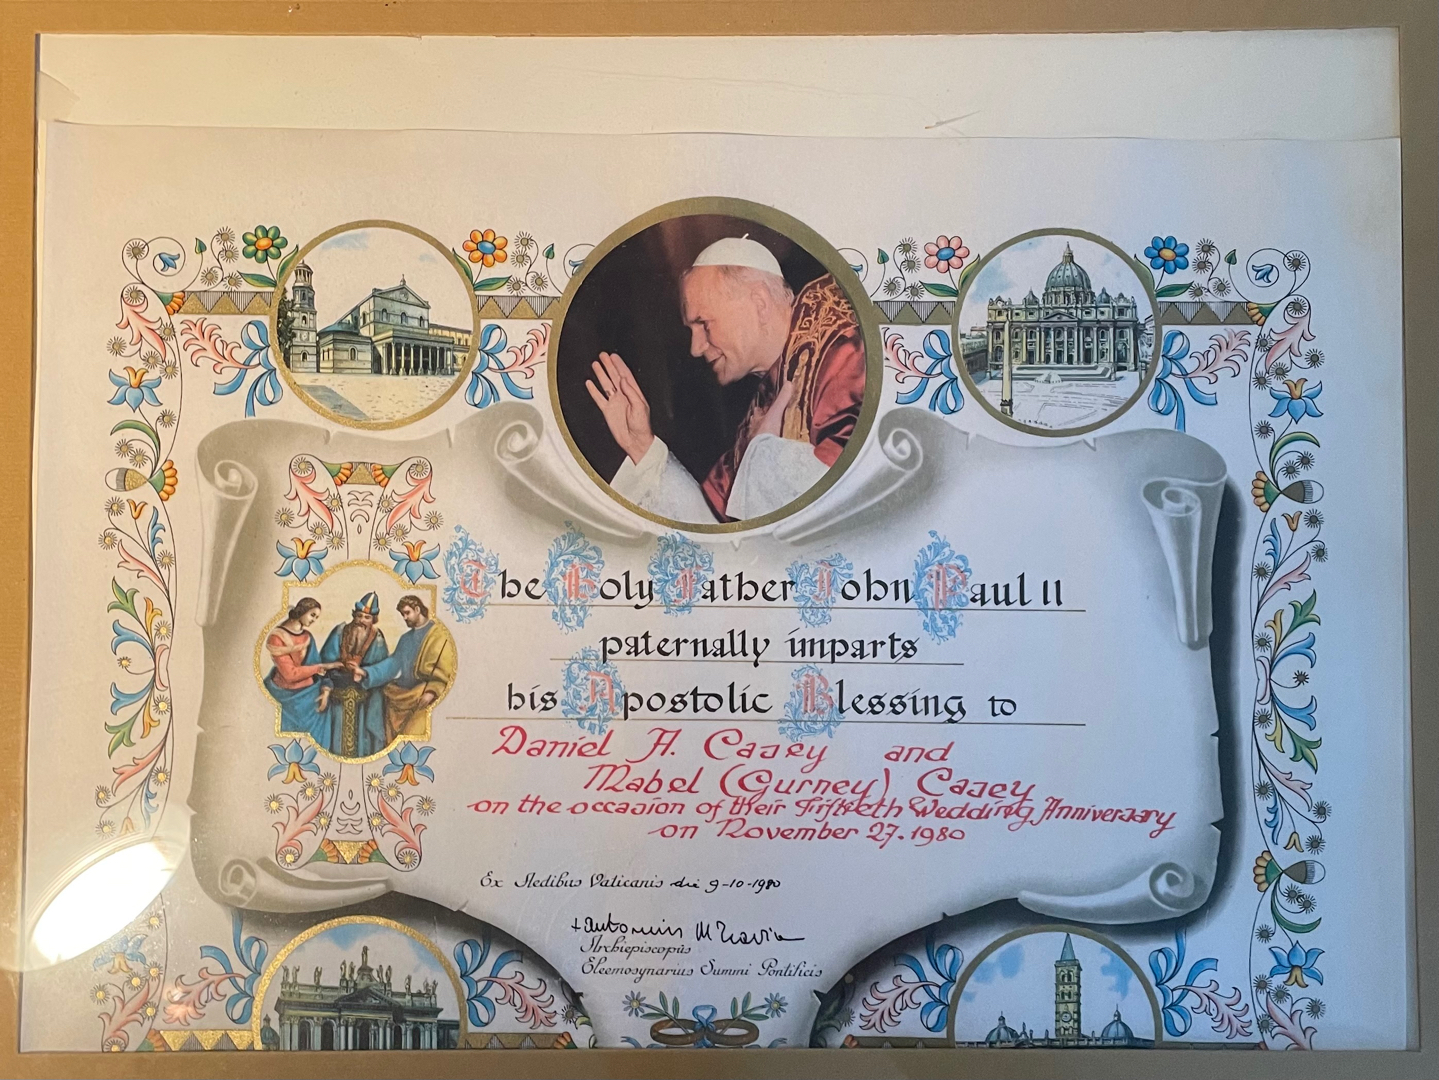 The Holy Father John Paul II
paternally imparts
his Apostolic Blessing to
Daniel A. Casey and
Mabel (Gurney) Casey
on the occasion of their Fiftieth Wedding Anniversary
on November 27. 1980
Ex Aedibus Vaticanis die 9-10-1980
+ Antonius M Travia
Archiepiscopus
Eleemosynarius Summi Pontificis